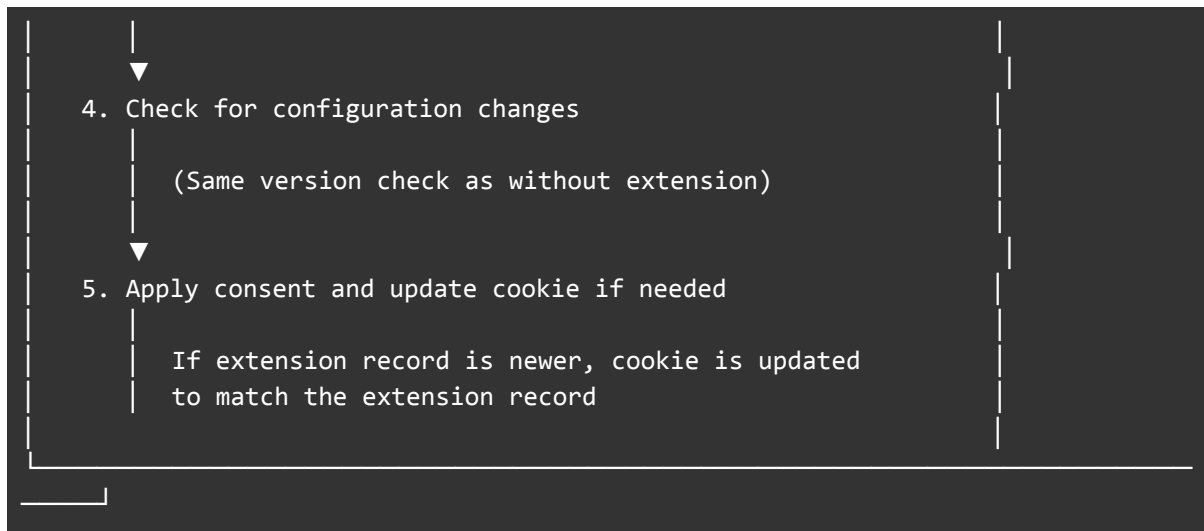 ▼
4. Check for configuration changes
(Same version check as without extension)
▼
5. Apply consent and update cookie if needed
If extension record is newer, cookie is updated
to match the extension record